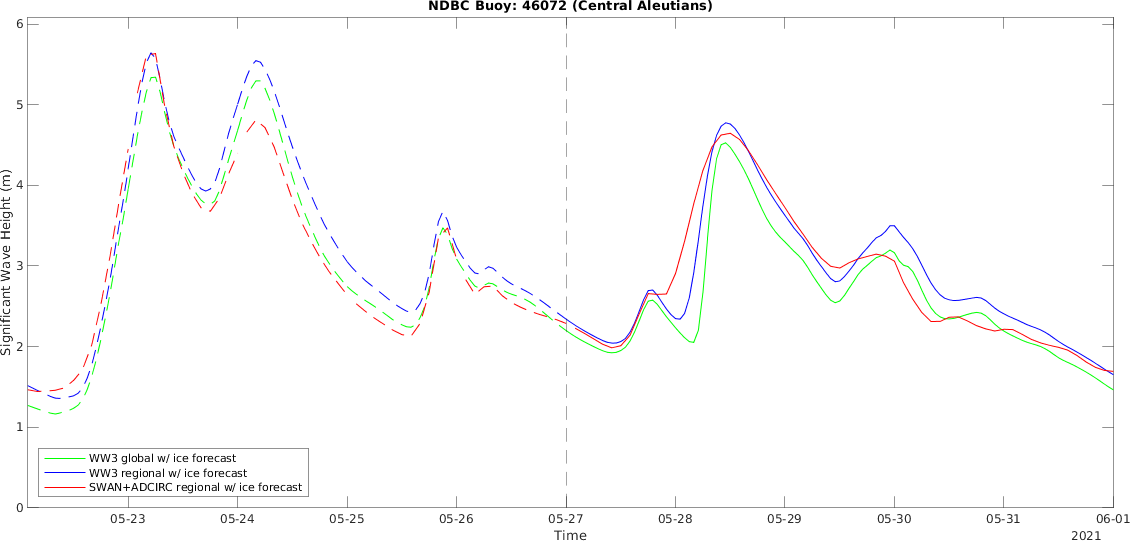 NDBC Buoy: 46072 (Central Aleutians)
6
5
4
3
2
1
0
Significant Wave Height (m)
WW3 global w/ ice forecast
WW3 regional w/ ice forecast
SWAN+ADCIRC regional w/ ice forecast
05-23 05-24 05-25 05-26 05-27 05-28 05-29 05-30 05-31 06-01
Time
2021